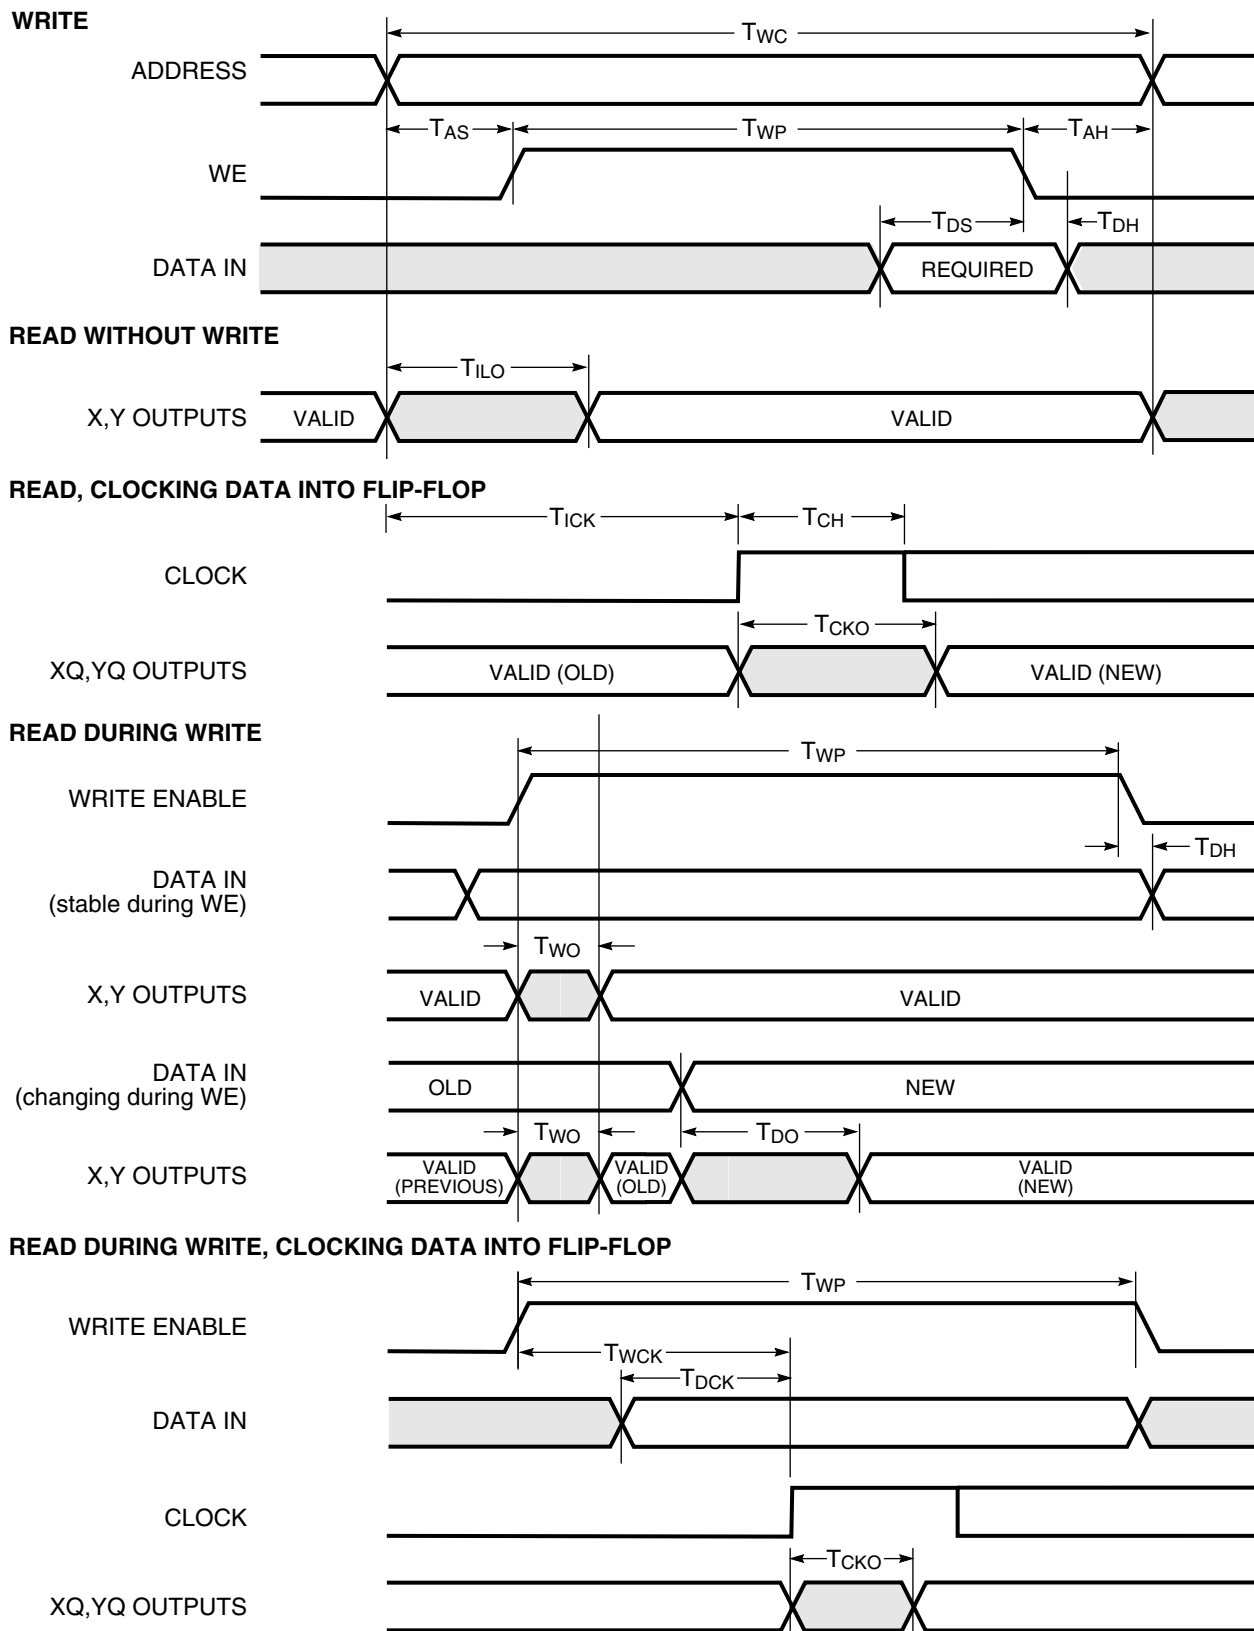 WRITE
TWC
ADDRESS
TAS TWP TAH
WE
TDS TDH
DATA IN REQUIRED
READ WITHOUT WRITE
TILO
X,Y OUTPUTS VALID VALID
READ, CLOCKING DATA INTO FLIP-FLOP
TICK TCH
CLOCK
TCKO
XQ,YQ OUTPUTS VALID (OLD) VALID (NEW)
READ DURING WRITE
TWP
WRITE ENABLE
TDH
DATA IN
(stable during WE)
TWO
X,Y OUTPUTS VALID VALID
DATA IN
(changing during WE) OLD NEW
TWO TDO
X,Y OUTPUTS VALID VALID VALID
(PREVIOUS) (OLD) (NEW)
READ DURING WRITE, CLOCKING DATA INTO FLIP-FLOP
TWP
WRITE ENABLE
TWCK
TDCK
DATA IN
CLOCK
TCKO
XQ,YQ OUTPUTS